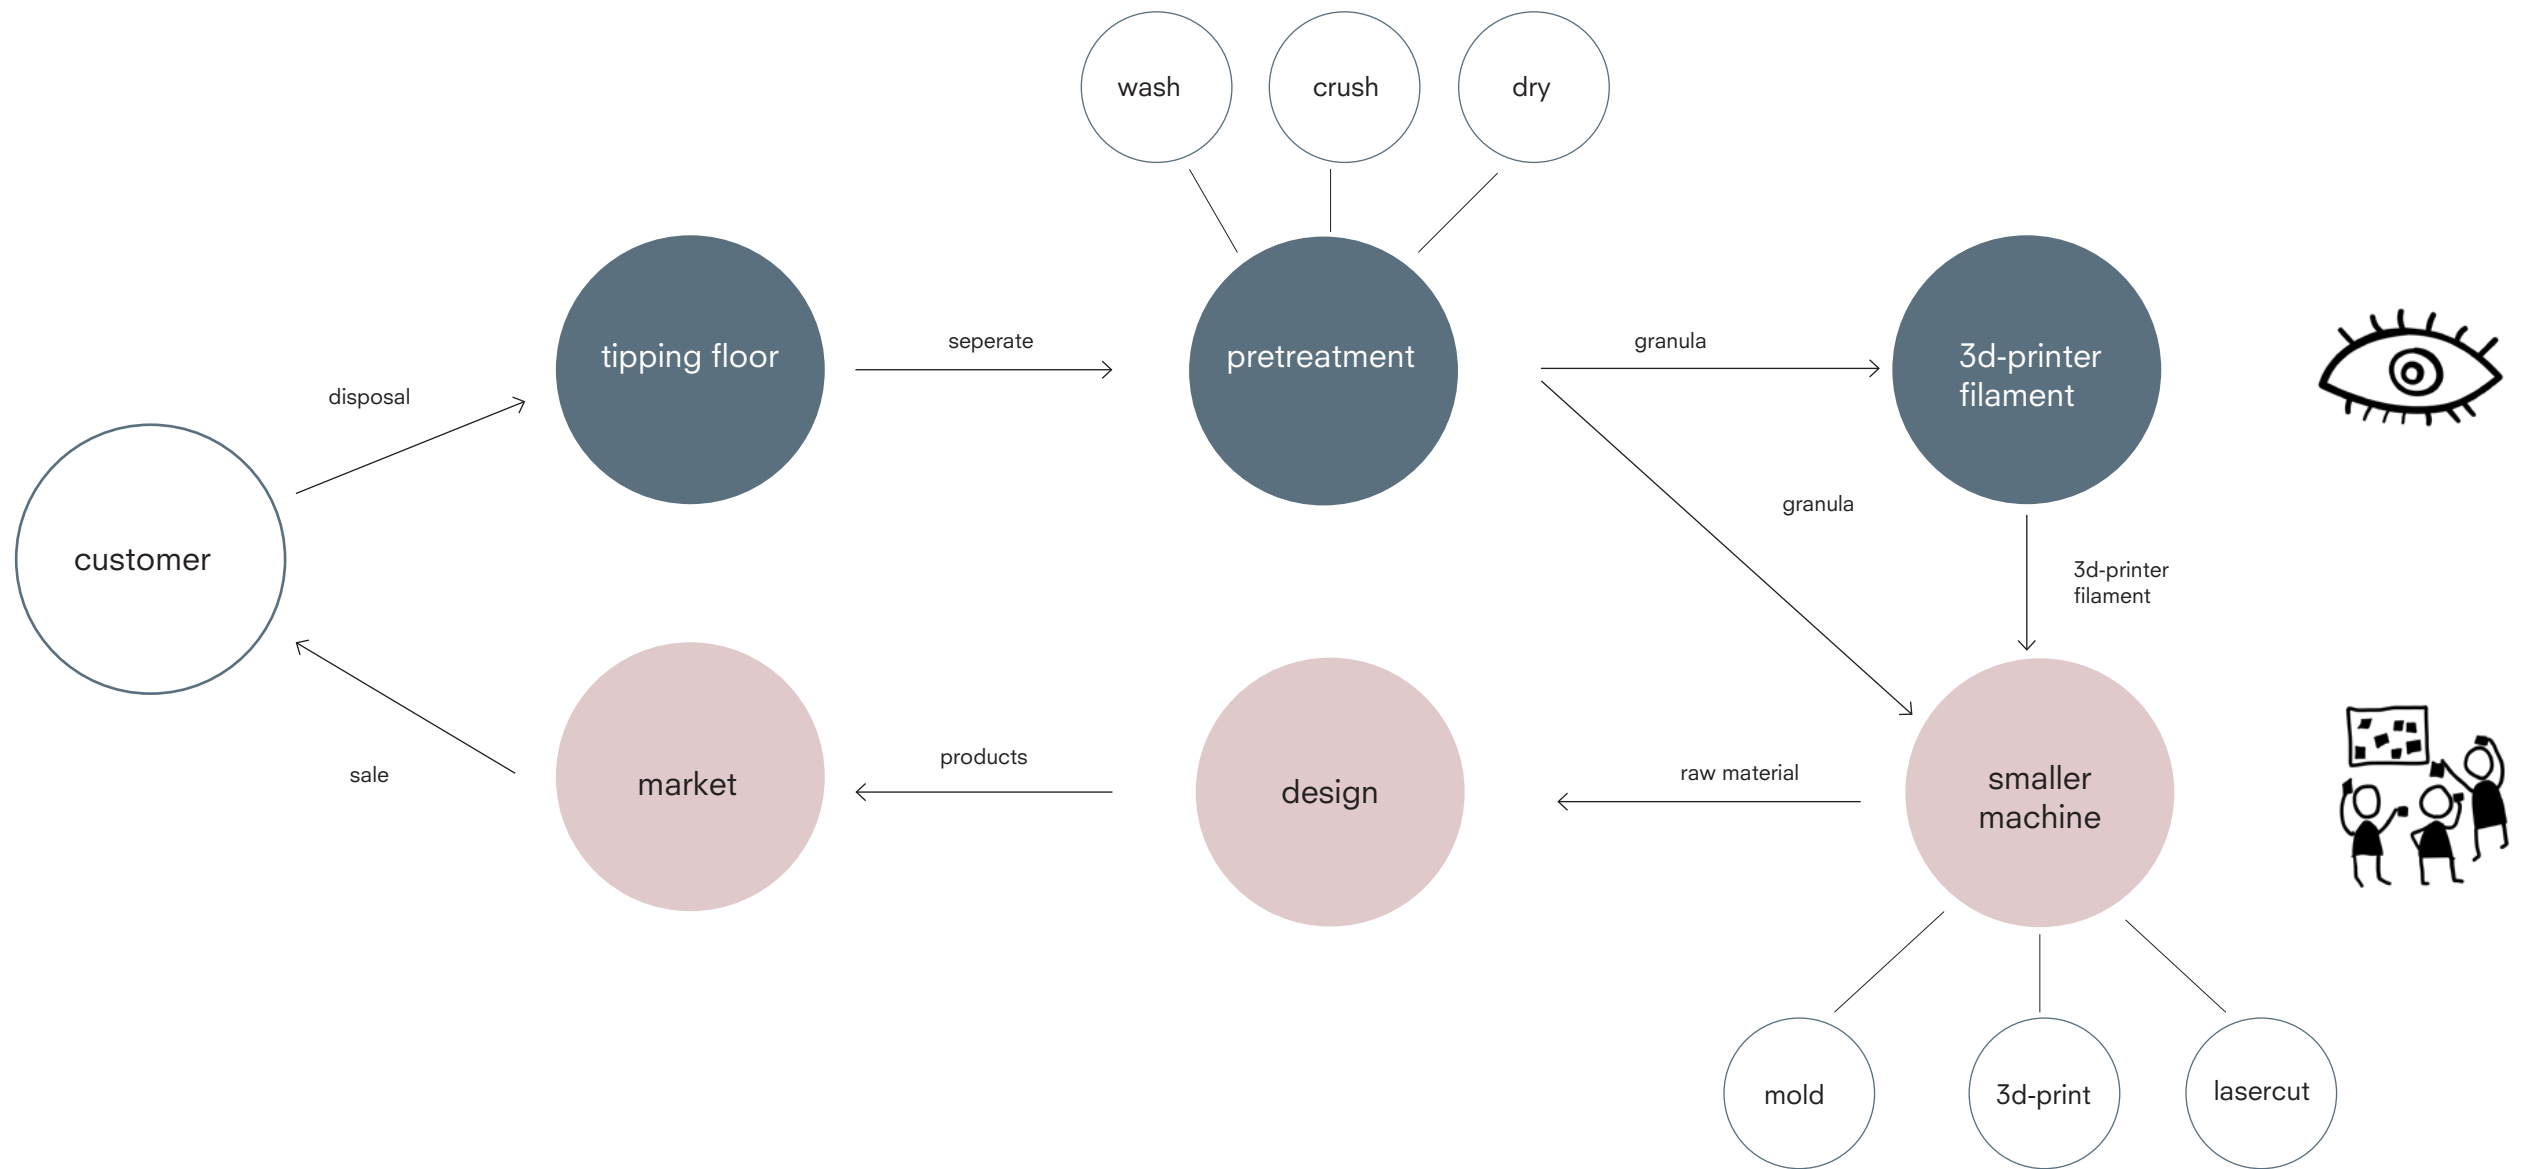 wash
crush
dry
tipping floor
seperate
pretreatment
granula
3d-printer
filament
disposal
granula
customer
3d-printer
filament
market
sale
products
design
raw material
smaller
machine
mold
3d-print
lasercut